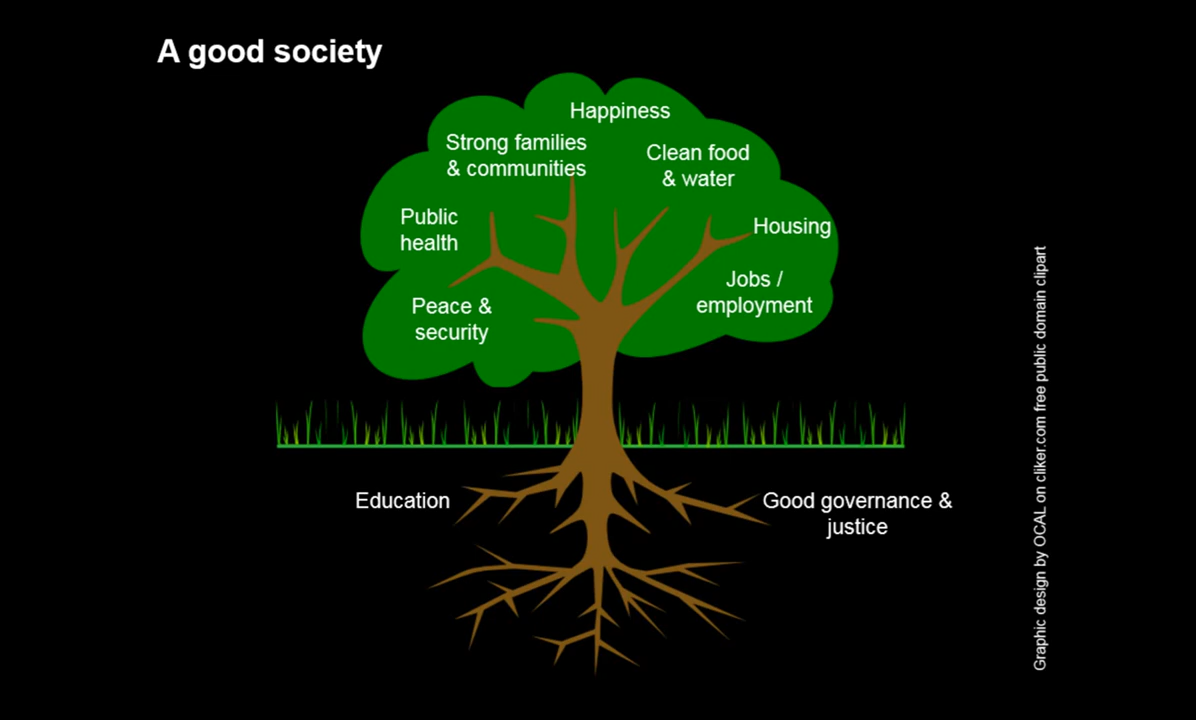 A good society
Happiness
Strong families
& communities
Clean food
& water
Public
health
Housing
Jobs /
employment
Peace &
security
Education
Good governance &
justice
Graphic design by OCAL on cliker.com free public domain clipart